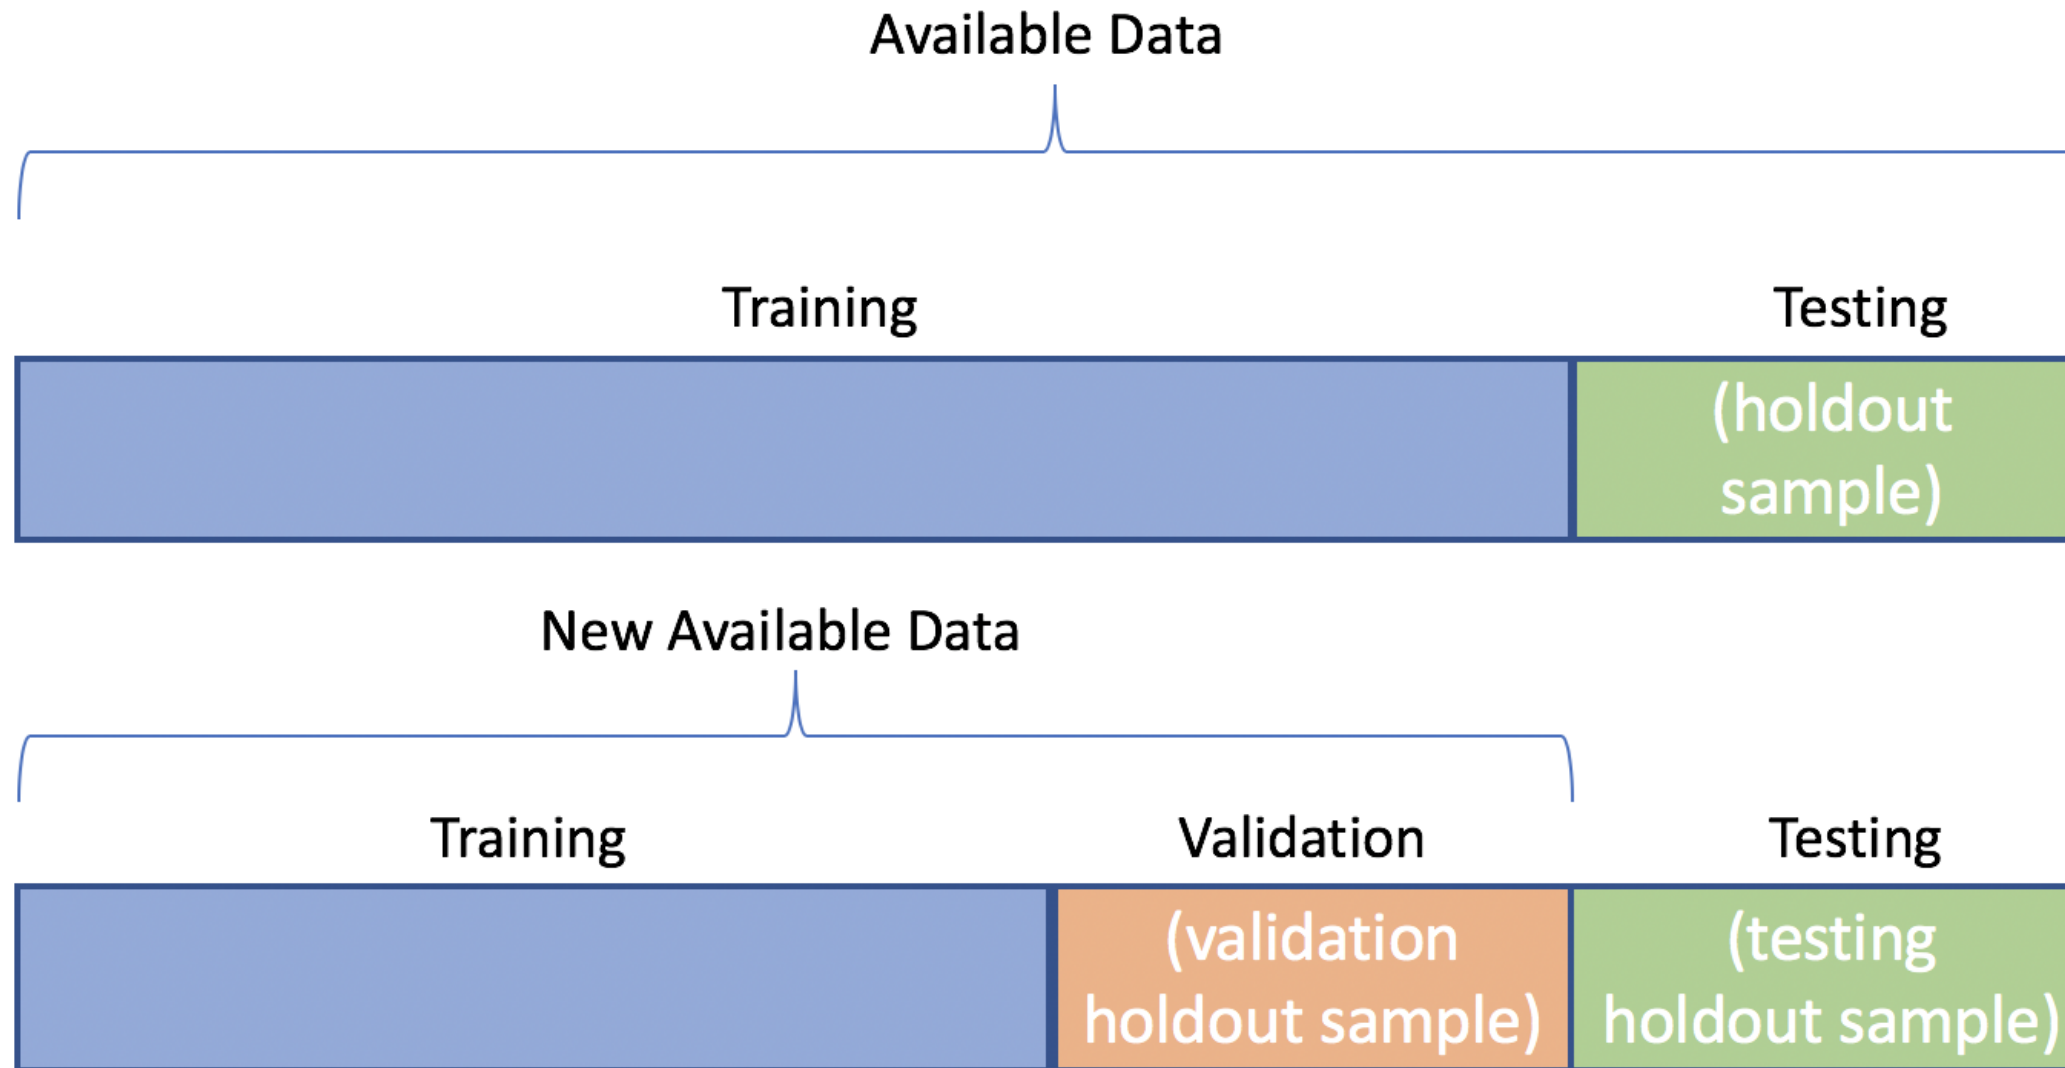 Available Data
Training
Testing
(holdout
sample)
New Available Data
Training
Validation
Testing
(validation
holdout sample)
(testing
holdout sample)